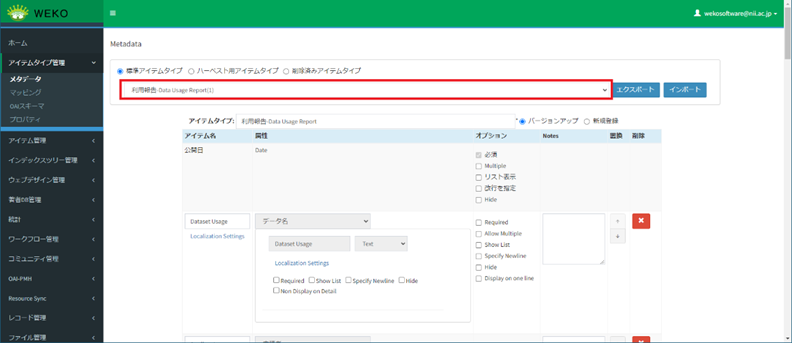 WEKO
wekosoftware@nii.ac.jp
ホーム
アイテムタイプ管理
メタデータ
マッピング
OAIスキーマ
プロパティ
アイテム管理
インデックスツリー管理
ウェブデザイン管理
著者DB管理
統計
ワークフロー管理
コミュニティ管理
OAI-PMH
Resource Sync
レコード管理
ファイル管理
Metadata
標準アイテムタイプ ハーベスト用アイテムタイプ 削除済みアイテムタイプ
利用報告-Data Usage Report(1) エクスポート インポート
アイテムタイプ: 利用報告-Data Usage Report * バージョンアップ 新規登録
アイテム名 属性 オプション Notes 置換 削除
公開日 Date
必須
Multiple
リスト表示
改行を指定
Hide
Dataset Usage データ名
Localization Settings
Dataset Usage Text
Localization Settings
Required Show List Specify Newline Hide
Non Display on Detail
Required
Allow Multiple
Show List
Specify Newline
Hide
Display on one line